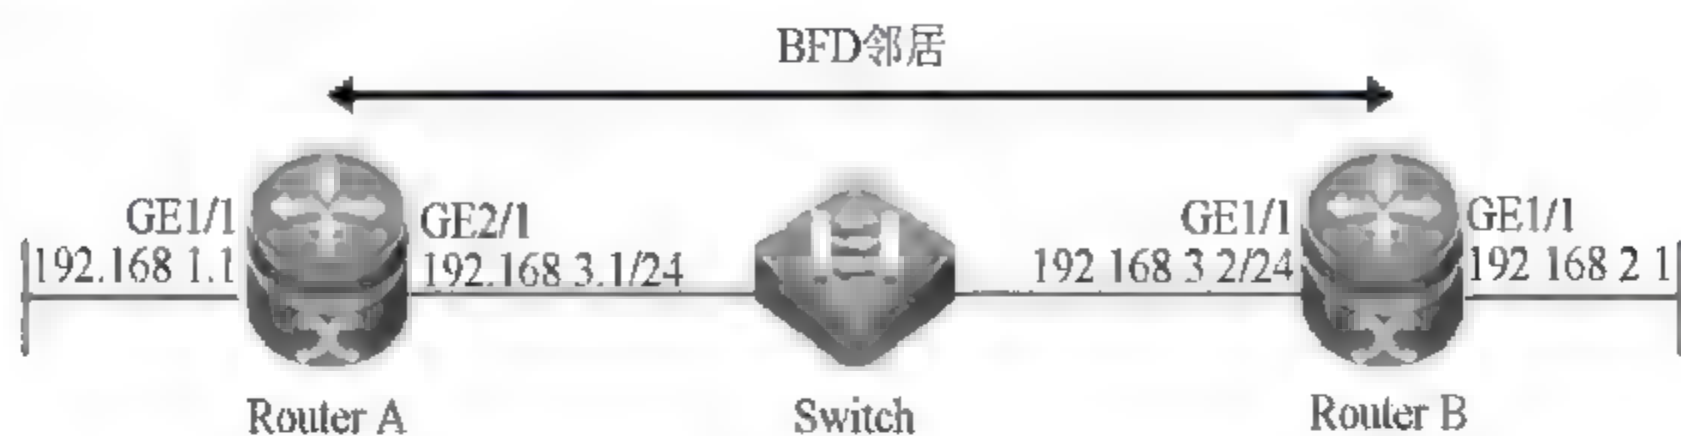 BFD邻居
GE1/1
192.168 1.1
GE2/1
192.168 3.1/24
GE1/1
192 168 3 2/24
GE1/1
192 168 2 1
Router A
Switch
Router B